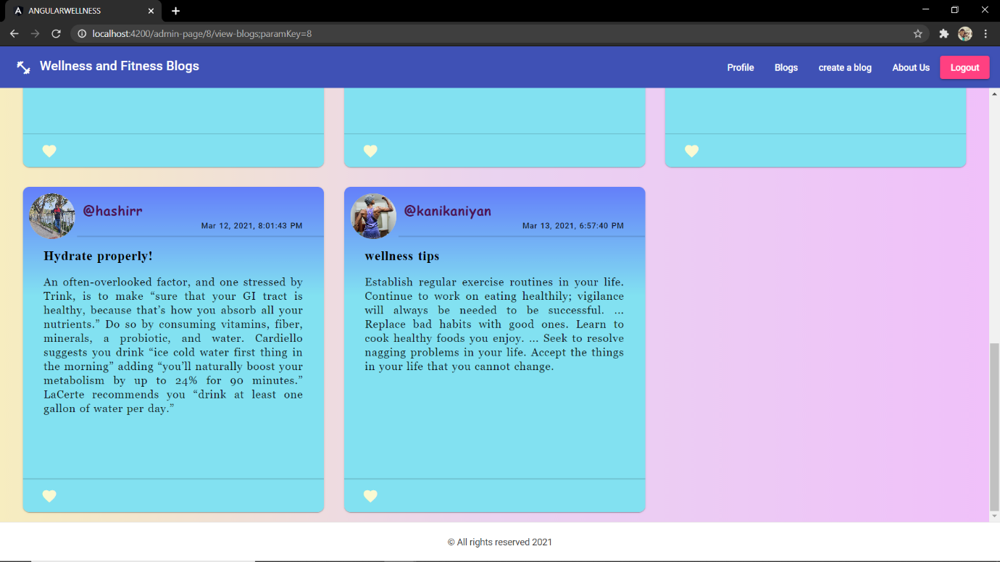 ANGULARWELLNESS
localhost:4200/admin-page/8/view-blogs;paramKey=8
Wellness and Fitness Blogs
Profile
Blogs
create a blog
About Us
Logout
@hashirr
Mar 12, 2021, 8:01:43 PM
Hydrate properly!
An often-overlooked factor, and one stressed by
Trink, is to make “sure that your GI tract is
healthy, because that’s how you absorb all your
nutrients.” Do so by consuming vitamins, fiber,
minerals, a probiotic, and water. Cardiello
suggests you drink “ice cold water first thing in
the morning” adding “you’ll naturally boost your
metabolism by up to 24% for 90 minutes.”
LaCerte recommends you “drink at least one
gallon of water per day.”
@kanikaniyan
Mar 13, 2021, 6:57:40 PM
wellness tips
Establish regular exercise routines in your life.
Continue to work on eating healthily; vigilance
will always be needed to be successful. ...
Replace bad habits with good ones. Learn to
cook healthy foods you enjoy. ... Seek to resolve
nagging problems in your life. Accept the things
in your life that you cannot change.
© All rights reserved 2021